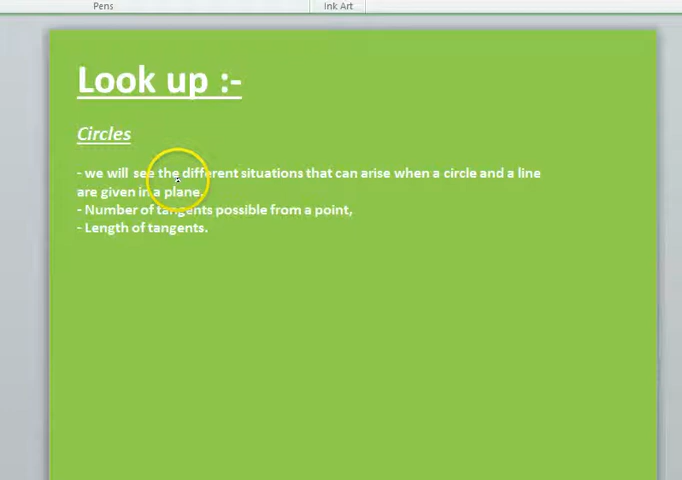 Pens
Ink Art
Look up :-
Circles
- we will see the different situations that can arise when a circle and a line
are given in a plane.
- Number of tangents possible from a point,
- Length of tangents.